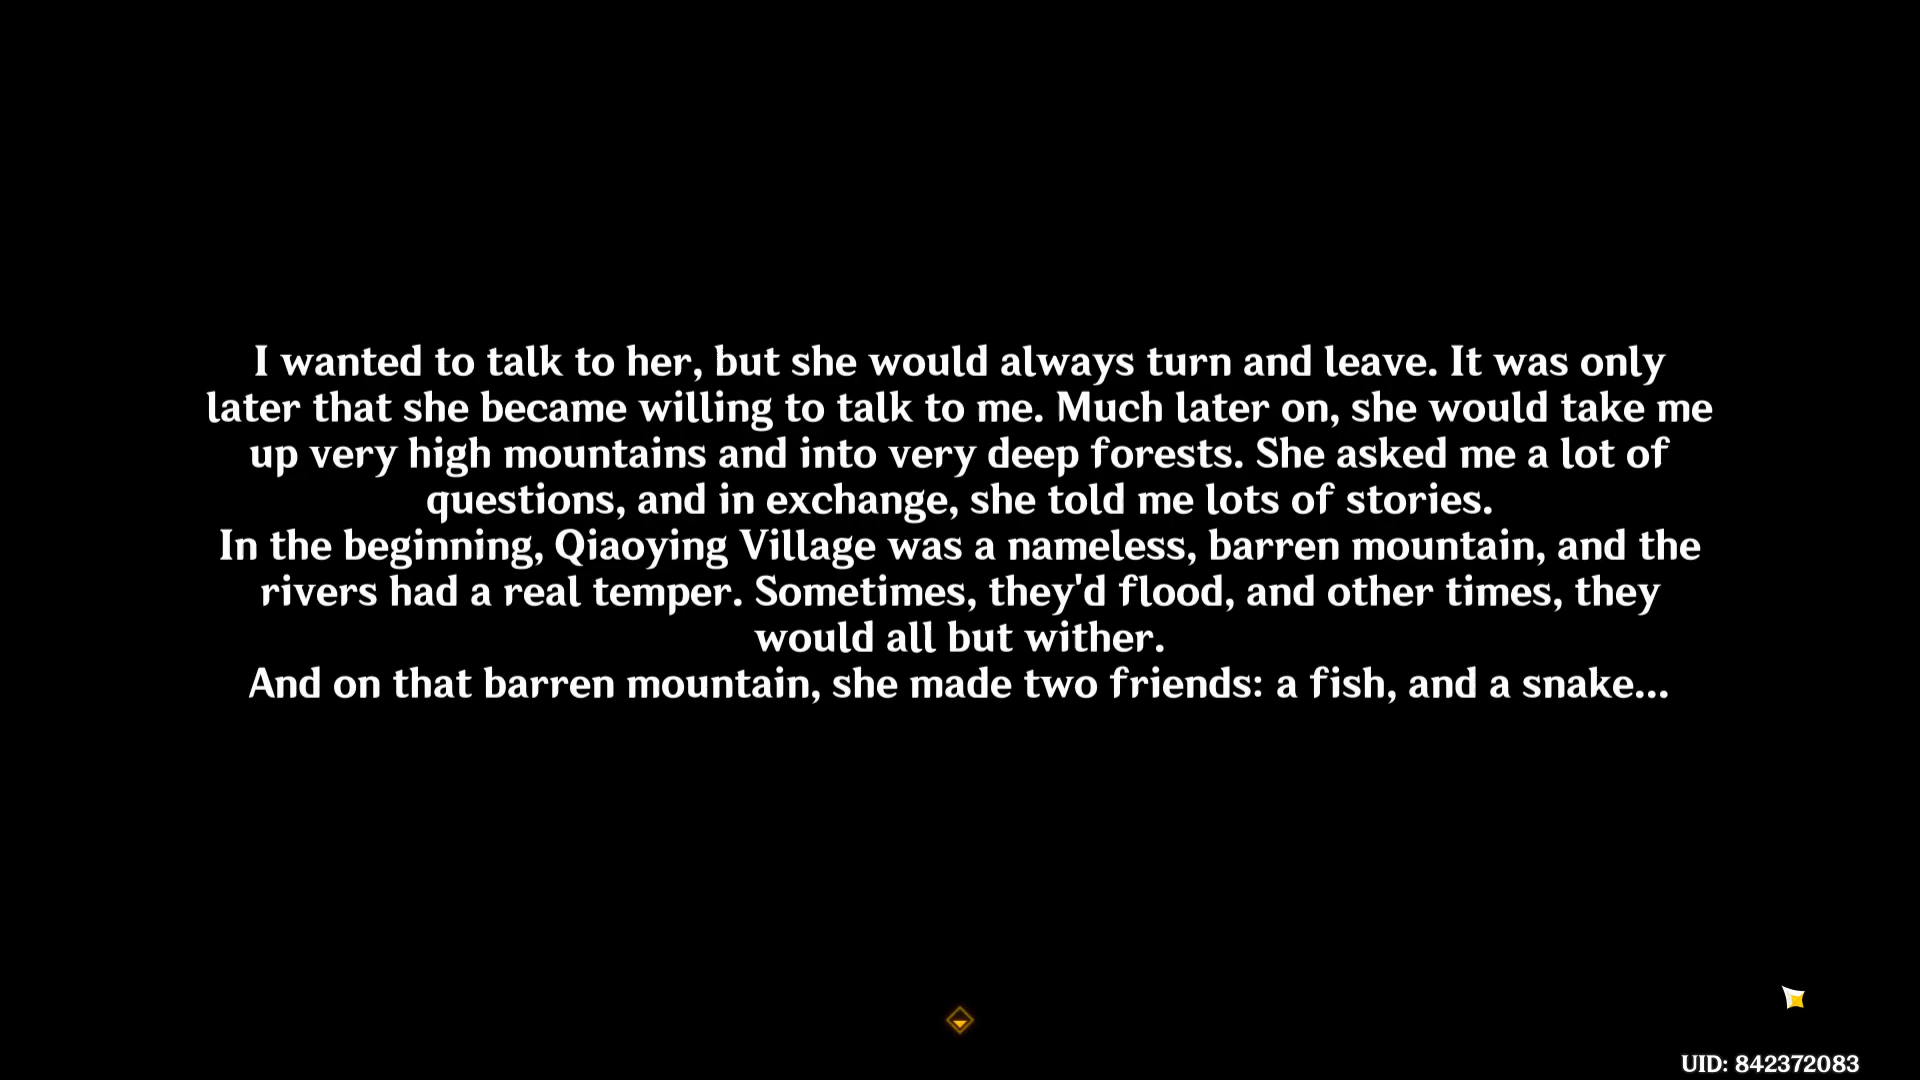 I wanted to talk to her, but she would always turn and leave. It was only
later that she became willing to talk to me. Much later on, she would take me
up very high mountains and into very deep forests. She asked me a lot of
questions, and in exchange, she told me lots of stories.
In the beginning, Qiaoying Village was a nameless, barren mountain, and the
rivers had a real temper. Sometimes, they'd flood, and other times, they
would all but wither.
And on that barren mountain, she made two friends: a fish, and a snake...
UID: 842372083